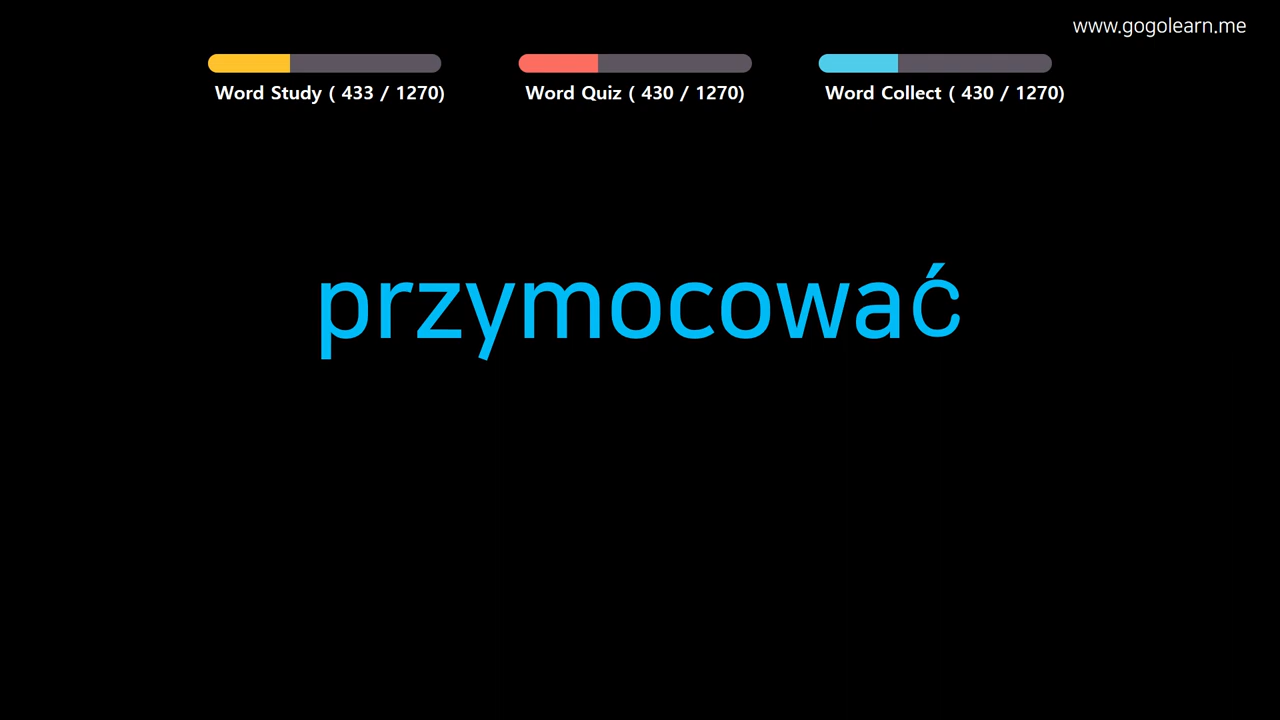 www.gogolearn.me
Word Study ( 433 / 1270)
Word Quiz ( 430 / 1270)
Word Collect ( 430 / 1270)
przymocować